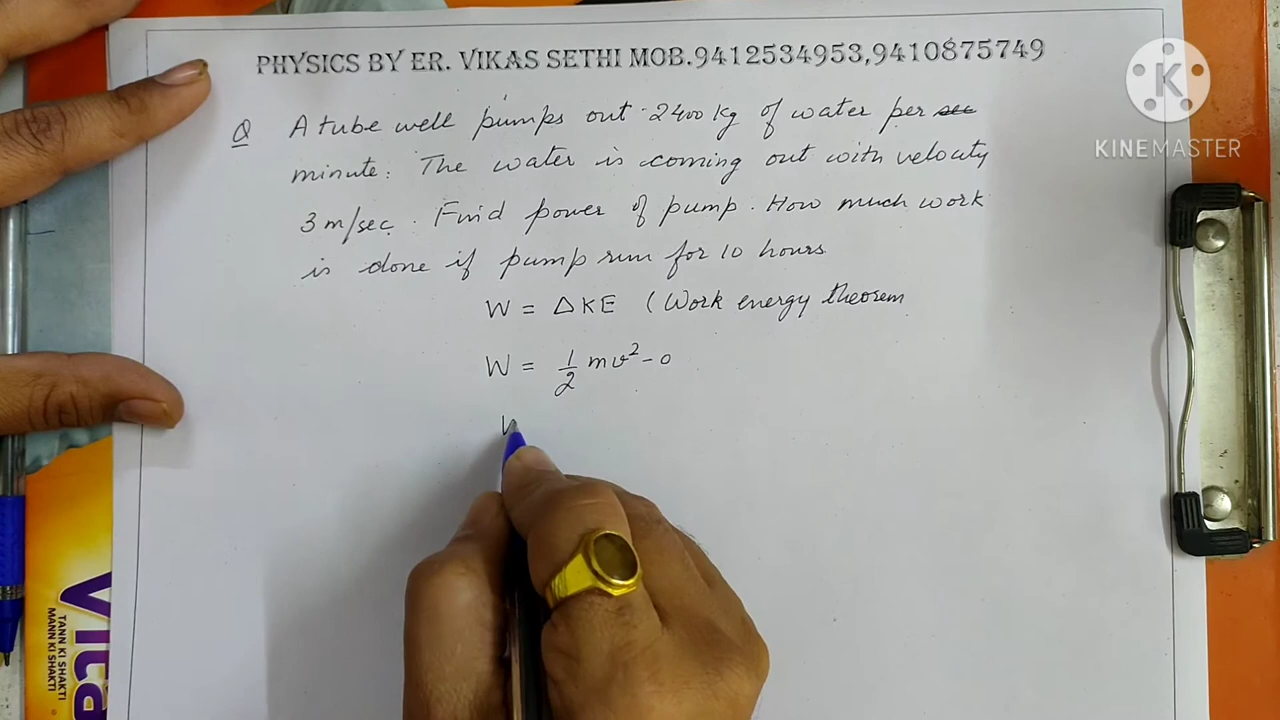 PHYSICS BY ER. VIKAS SETHI MOB.9412534953,9410875749
K
KINEMASTER
Q A tube well pumps out 2400 kg of water per sec
minute. The water is coming out with velocity
3 m/sec. Find power of pump. How much work
is done if pump run for 10 hours
W = ΔKE (Work energy theorem
W = 1/2 mv² - 0
W
Vita
TANN KI SHAKTI
MANN KI SHAKTI